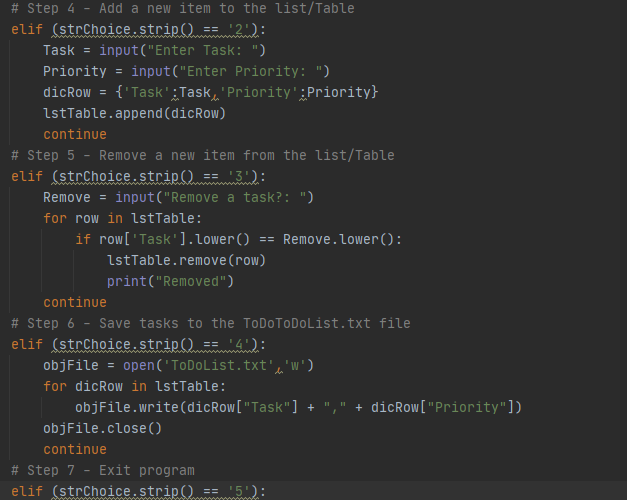 # Step 4 - Add a new item to the list/Table
elif (strChoice.strip() == '2'):
    Task = input("Enter Task: ")
    Priority = input("Enter Priority: ")
    dicRow = {'Task':Task,'Priority':Priority}
    lstTable.append(dicRow)
    continue
# Step 5 - Remove a new item from the list/Table
elif (strChoice.strip() == '3'):
    Remove = input("Remove a task?: ")
    for row in lstTable:
        if row['Task'].lower() == Remove.lower():
            lstTable.remove(row)
            print("Removed")
    continue
# Step 6 - Save tasks to the ToDoToDoList.txt file
elif (strChoice.strip() == '4'):
    objFile = open('ToDoList.txt','w')
    for dicRow in lstTable:
        objFile.write(dicRow["Task"] + "," + dicRow["Priority"])
    objFile.close()
    continue
# Step 7 - Exit program
elif (strChoice.strip() == '5'):